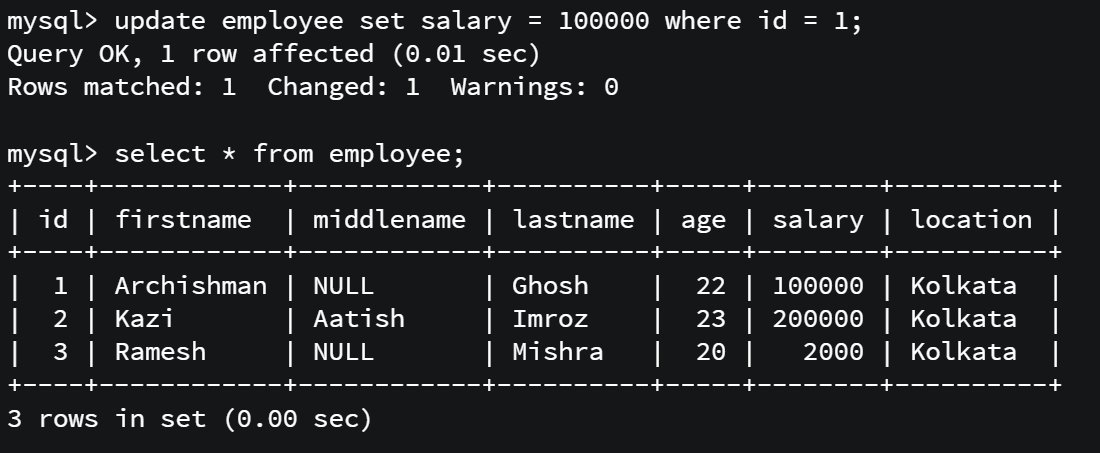 mysql> update employee set salary = 100000 where id = 1;
Query OK, 1 row affected (0.01 sec)
Rows matched: 1  Changed: 1  Warnings: 0

mysql> select * from employee;
+----+------------+------------+----------+-----+--------+----------+
| id | firstname  | middlename | lastname | age | salary | location |
+----+------------+------------+----------+-----+--------+----------+
|  1 | Archishman | NULL       | Ghosh    |  22 | 100000 | Kolkata  |
|  2 | Kazi       | Aatish     | Imroz    |  23 | 200000 | Kolkata  |
|  3 | Ramesh     | NULL       | Mishra   |  20 |   2000 | Kolkata  |
+----+------------+------------+----------+-----+--------+----------+
3 rows in set (0.00 sec)